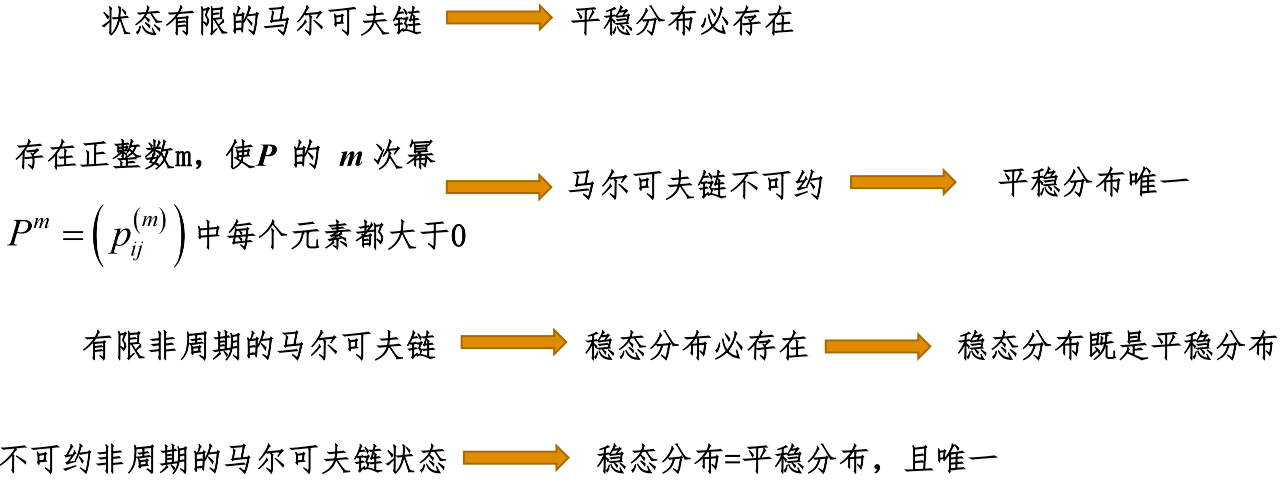 状态有限的马尔可夫链 平稳分布必存在
存在正整数m，使P 的 m 次幂
马尔可夫链不可约 平稳分布唯一
P^m = (p_{ij}^{(m)}) 中每个元素都大于0
有限非周期的马尔可夫链 稳态分布必存在 稳态分布既是平稳分布
不可约非周期的马尔可夫链状态 稳态分布=平稳分布，且唯一